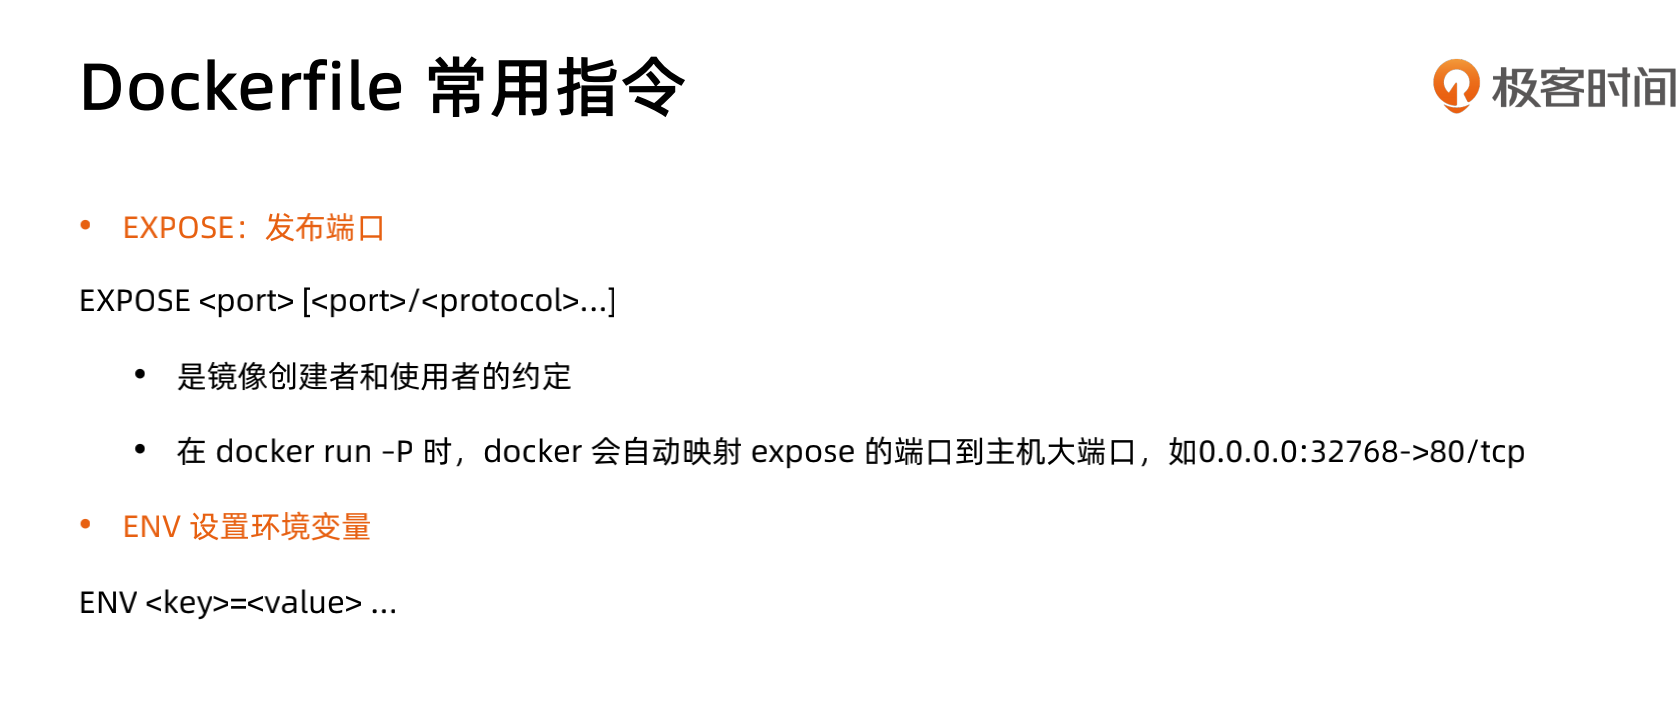 Dockerfile 常用指令
极客时间
• EXPOSE：发布端口
EXPOSE <port> [<port>/<protocol>...]
• 是镜像创建者和使用者的约定
• 在 docker run –P 时，docker 会自动映射 expose 的端口到主机大端口，如0.0.0.0:32768->80/tcp
• ENV 设置环境变量
ENV <key>=<value> ...